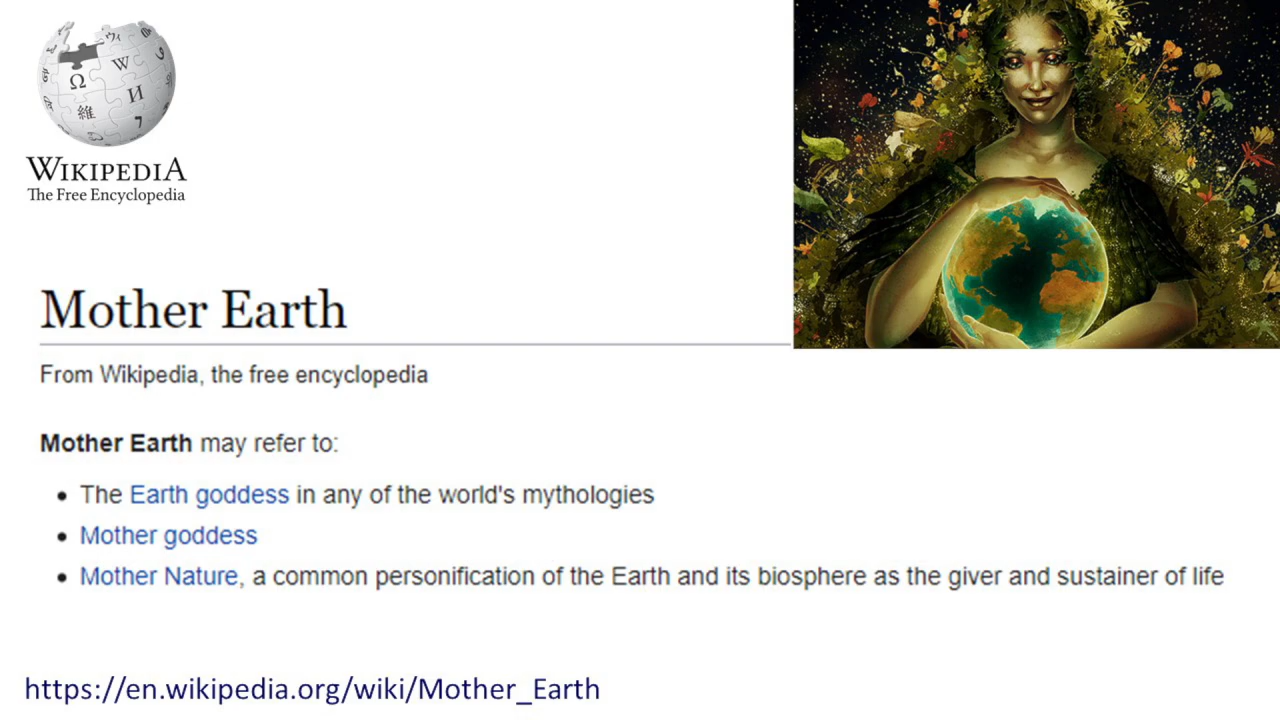 Ω W И 維 7
WIKIPEDIA
The Free Encyclopedia
Mother Earth
From Wikipedia, the free encyclopedia
Mother Earth may refer to:
• The Earth goddess in any of the world's mythologies
• Mother goddess
• Mother Nature, a common personification of the Earth and its biosphere as the giver and sustainer of life
https://en.wikipedia.org/wiki/Mother_Earth